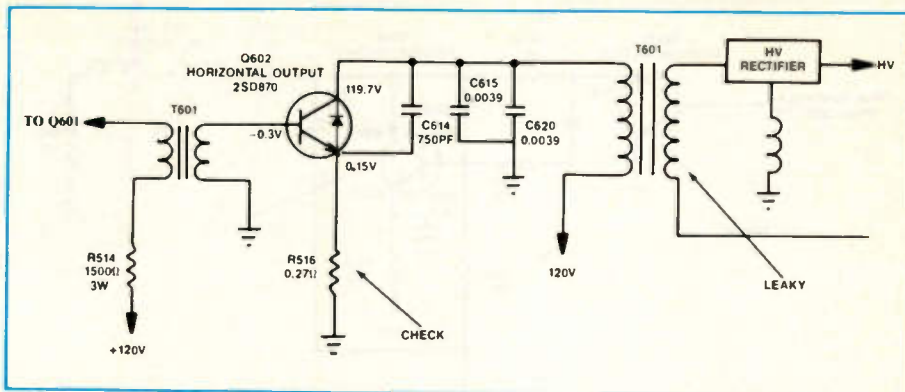 Q602
HORIZONTAL OUTPUT
2SD870
T601
TO Q601
-0.3V
119.7V
0.15V
C614
750PF
C615
0.0039
C620
0.0039
T601
HV
RECTIFIER
HV
R514
1500Ω
3W
+120V
R516
0.27Ω
CHECK
120V
LEAKY